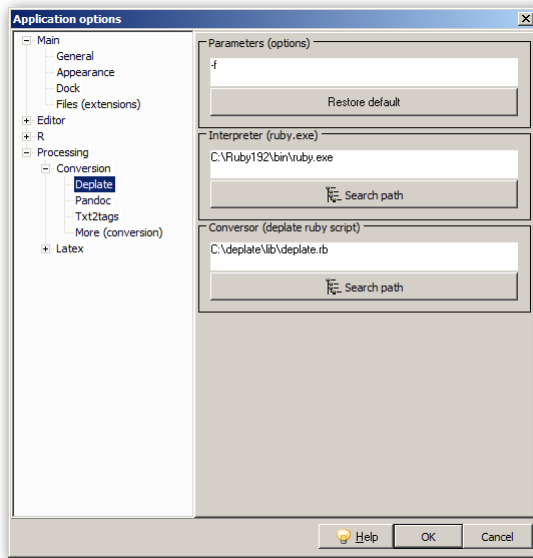 Application options
Main
General
Appearance
Dock
Files (extensions)
Editor
R
Processing
Conversion
Deplate
Pandoc
Txt2tags
More (conversion)
Latex
Parameters (options)
-f
Restore default
Interpreter (ruby.exe)
C:\Ruby192\bin\ruby.exe
Search path
Conversor (deplate ruby script)
C:\deplate\lib\deplate.rb
Search path
Help
OK
Cancel